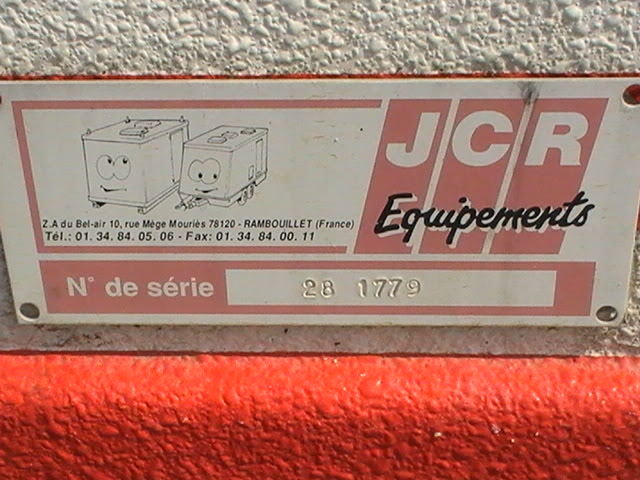 JCR
Equipements
Z.A du Bel-air 10, rue Mège Mouriès 78120 - RAMBOUILLET (France)
Tél.: 01. 34. 84. 05. 06 - Fax: 01. 34. 84. 00. 11
N° de série 28 1779